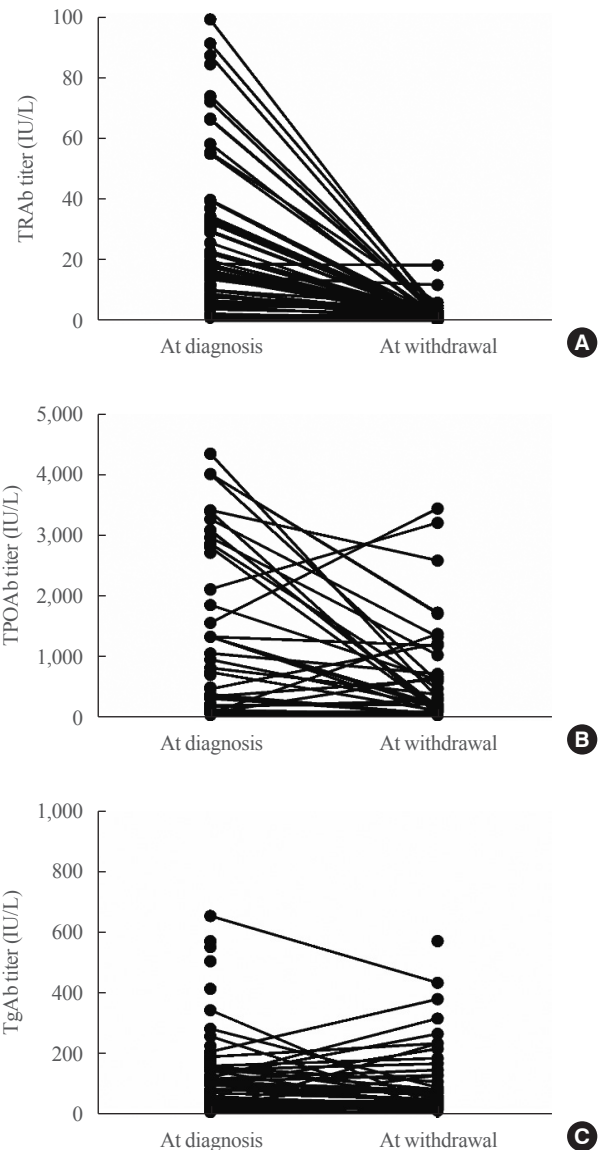 100
80
60
40
20
0
TRAb titer (IU/L)
At diagnosis
At withdrawal
A
5,000
4,000
3,000
2,000
1,000
0
TPOAb titer (IU/L)
At diagnosis
At withdrawal
B
1,000
800
600
400
200
0
TgAb titer (IU/L)
At diagnosis
At withdrawal
C